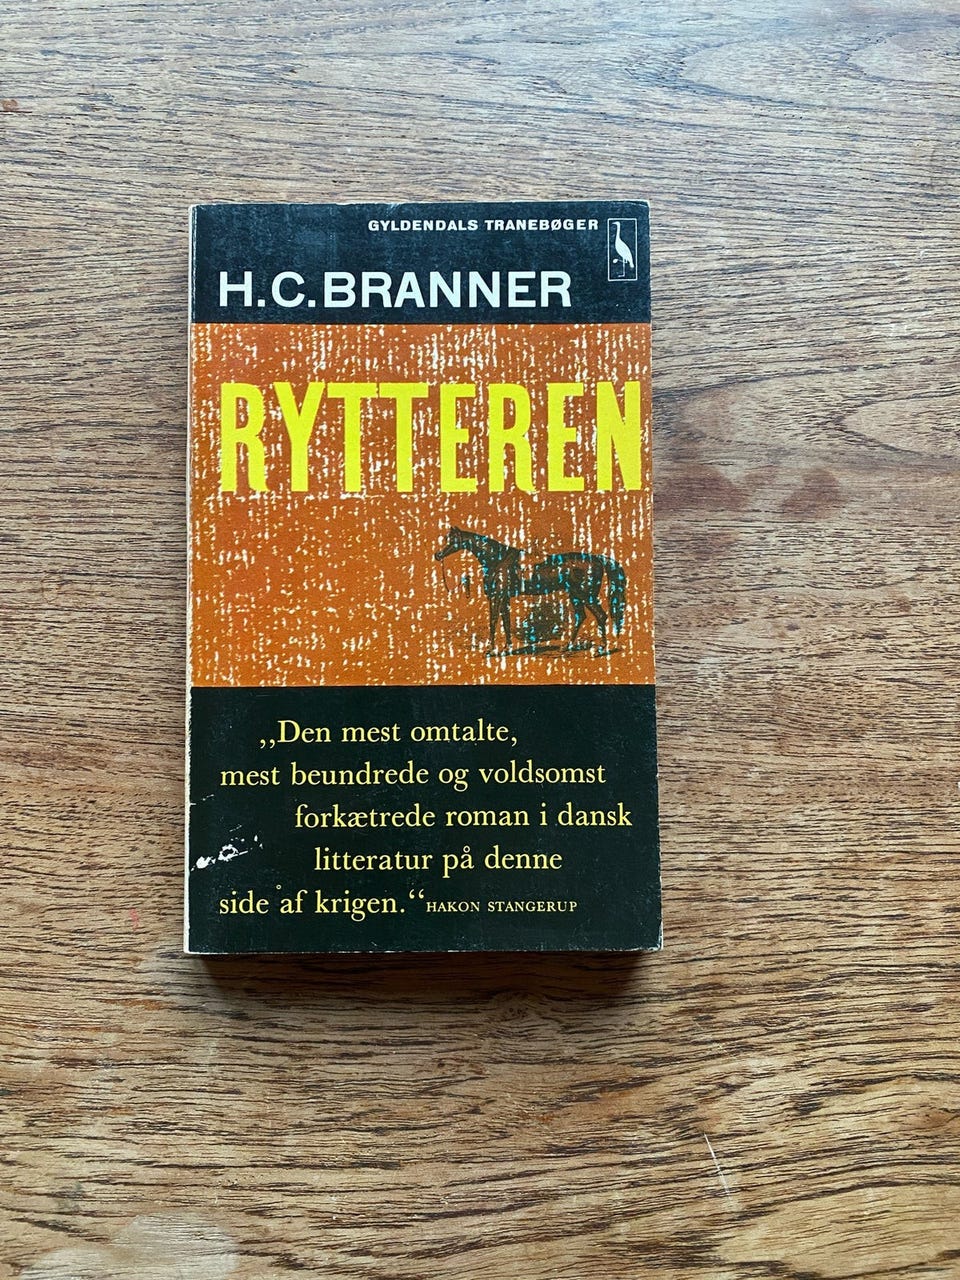 GYLDENDALS TRANEBØGER
H.C.BRANNER
RYTTEREN
„Den mest omtalte,
mest beundrede og voldsomst
forkætrede roman i dansk
litteratur på denne
side af krigen.“ HAKON STANGERUP